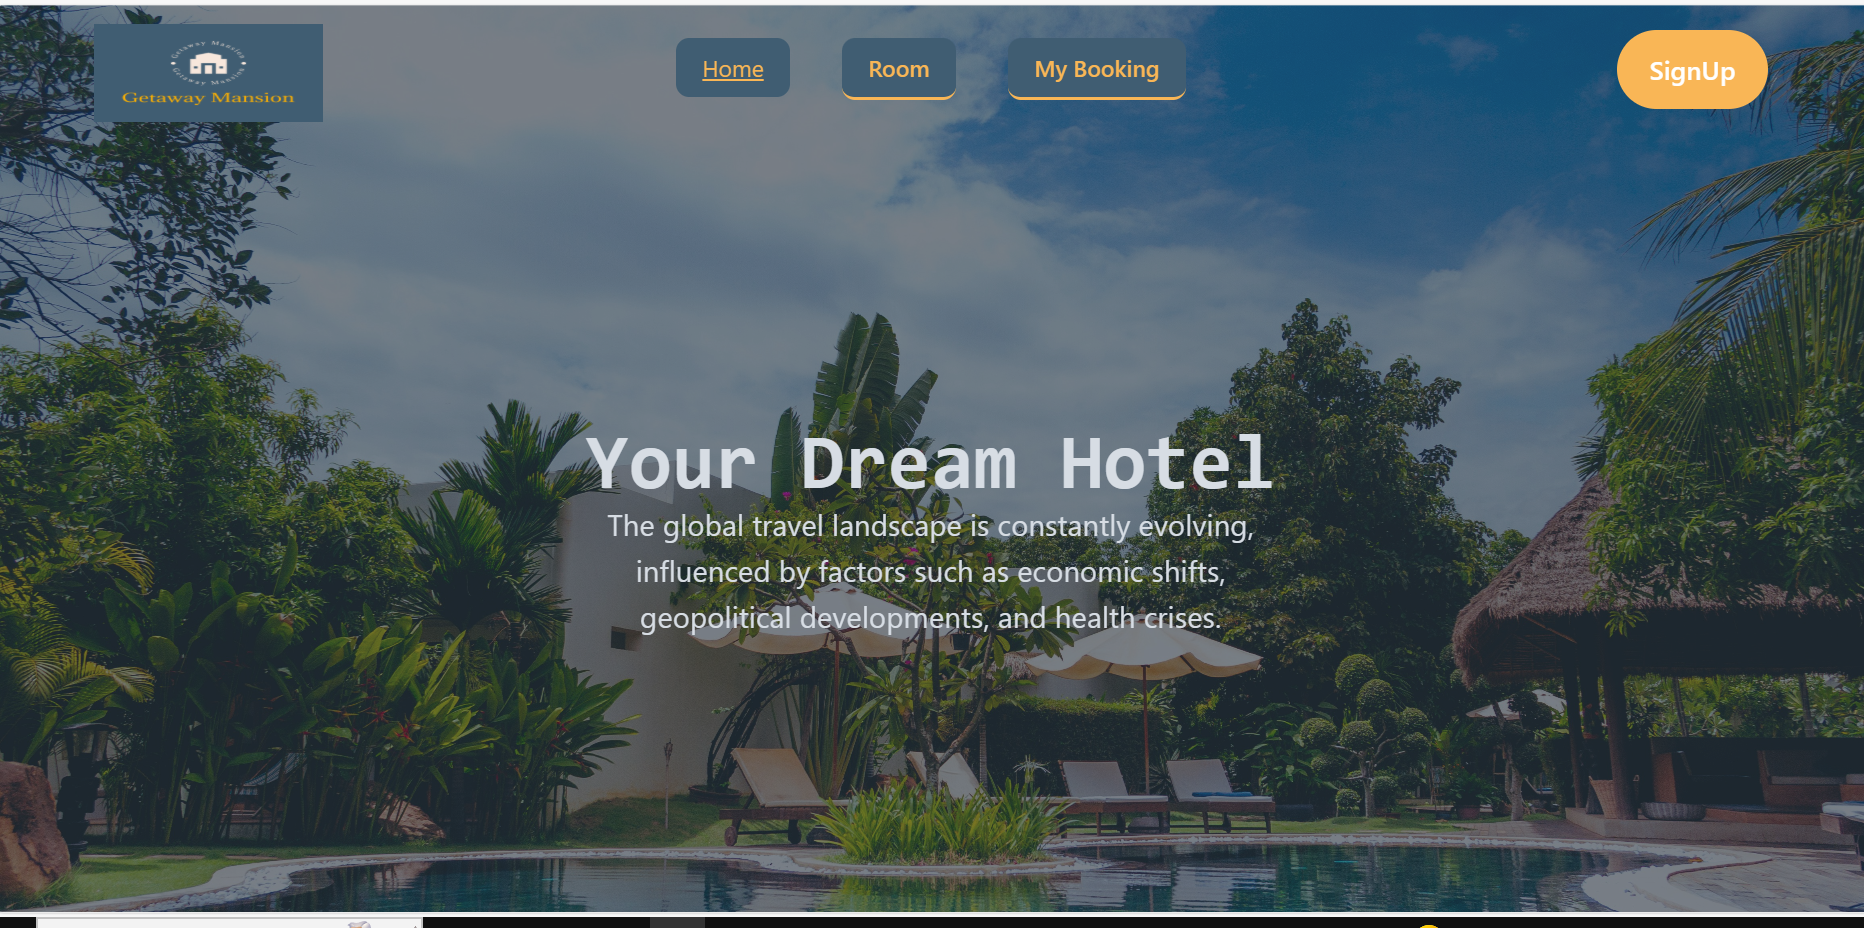 Getaway Mansion
Getaway Mansion
Getaway Mansion
Home
Room
My Booking
SignUp
Your Dream Hotel
The global travel landscape is constantly evolving,
influenced by factors such as economic shifts,
geopolitical developments, and health crises.